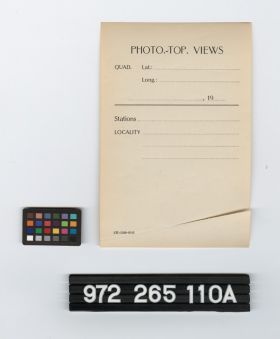 PHOTO.-TOP. VIEWS
QUAD. Lat.:
Long.:
, 19
Stations
LOCALITY
972 265 110A